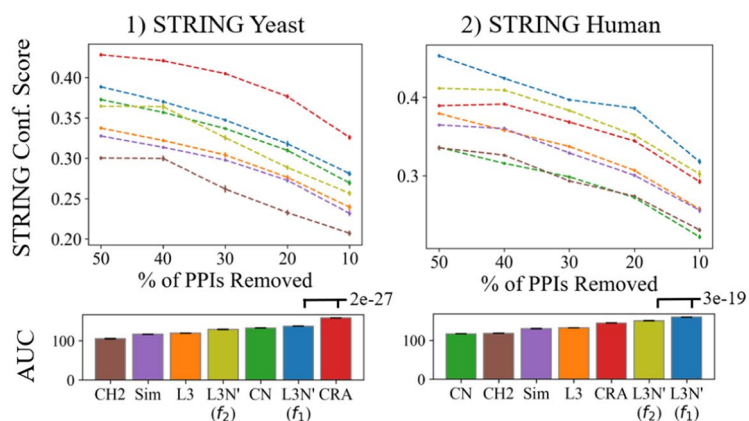 1) STRING Yeast
2) STRING Human
STRING Conf. Score
0.40
0.35
0.30
0.25
0.20
50 40 30 20 10
% of PPIs Removed
0.4
0.3
50 40 30 20 10
% of PPIs Removed
2e-27
3e-19
AUC
100
0
CH2 Sim L3 L3N' CN L3N' CRA
(f₂) (f₁)
100
0
CN CH2 Sim L3 CRA L3N' L3N'
(f₂) (f₁)